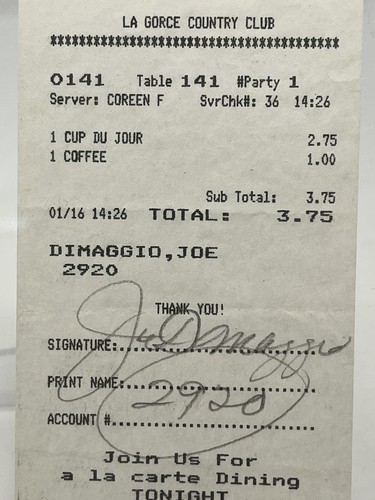 LA GORCE COUNTRY CLUB
****************************************
0141 Table 141 #Party 1
Server: COREEN F SvrChk#: 36 14:26
1 CUP DU JOUR 2.75
1 COFFEE 1.00
Sub Total: 3.75
01/16 14:26 TOTAL: 3.75
DIMAGGIO,JOE
2920
THANK YOU!
SIGNATURE:..... Joe DiMaggio
PRINT NAME:..... 2920
ACCOUNT #.....
Join Us For
a la carte Dining
TONIGHT